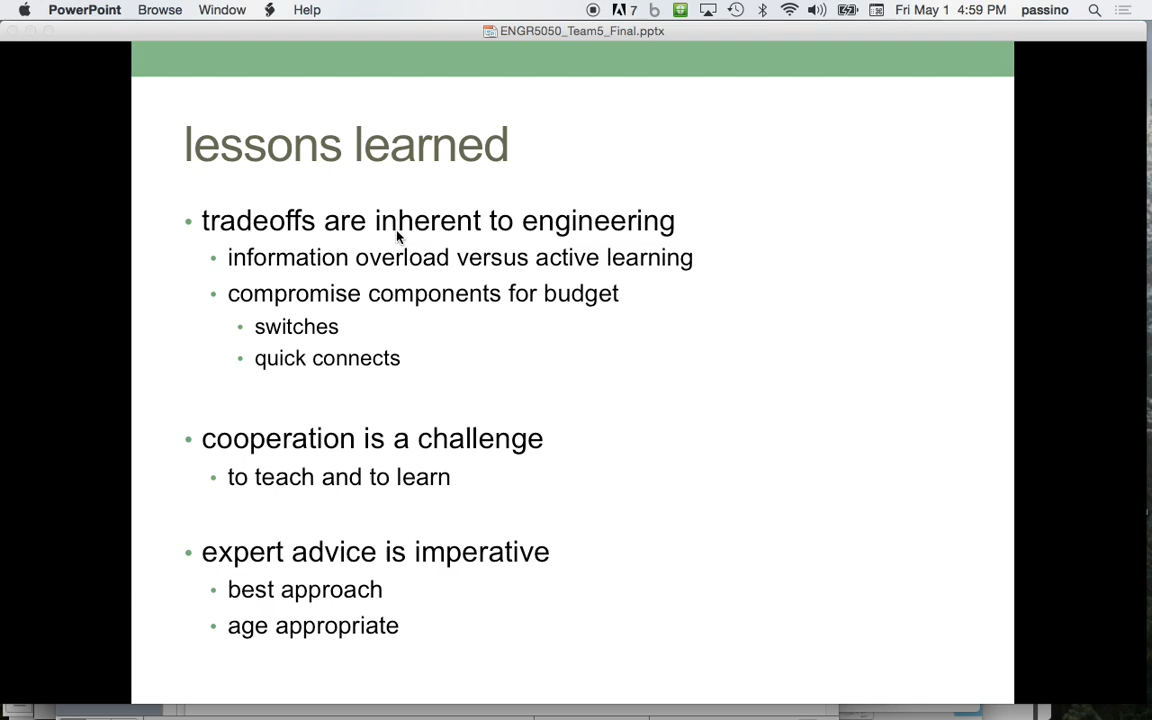 PowerPoint Browse Window Help 7 Fri May 1 4:59 PM passino
ENGR5050_Team5_Final.pptx
lessons learned
• tradeoffs are inherent to engineering
• information overload versus active learning
• compromise components for budget
• switches
• quick connects
• cooperation is a challenge
• to teach and to learn
• expert advice is imperative
• best approach
• age appropriate